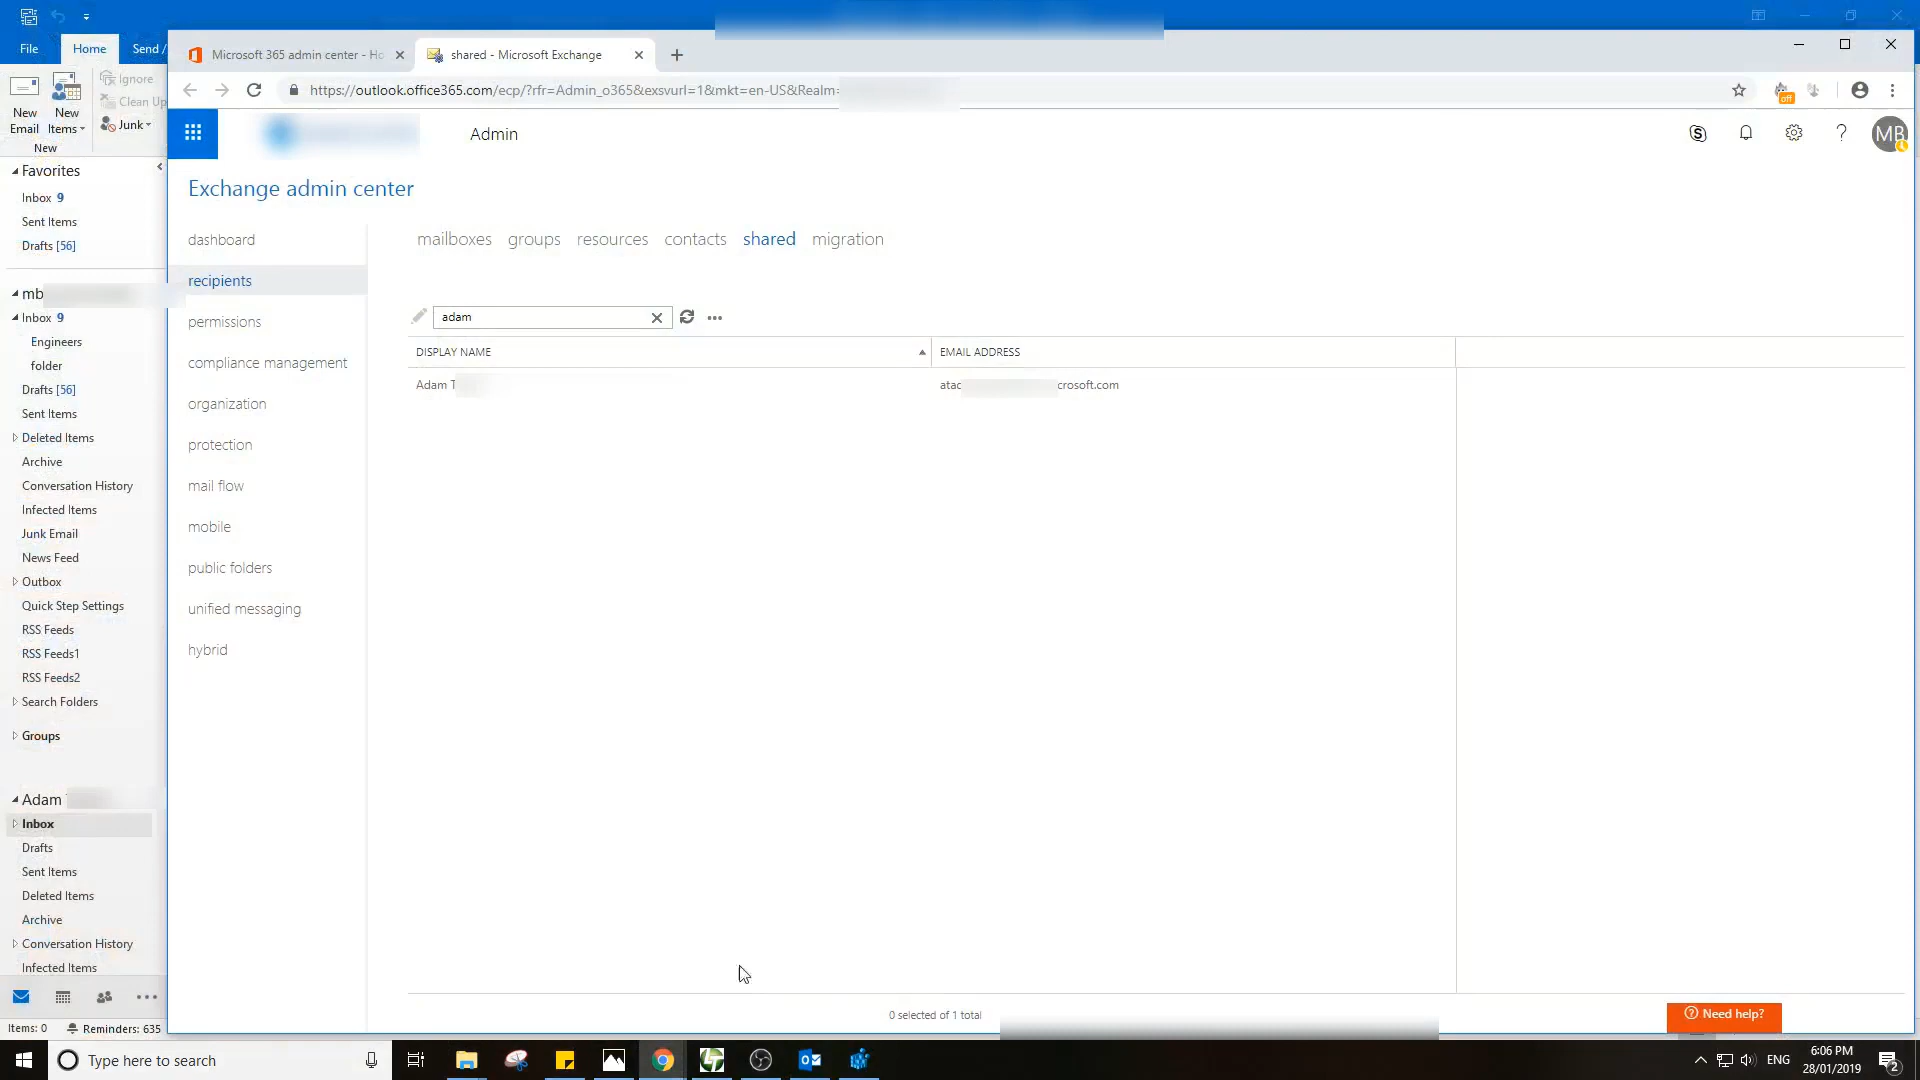 File
Home
Send /
New
Email
New
Items
Ignore
Clean Up
Junk
New
Favorites
Inbox 9
Sent Items
Drafts [56]
mb
Inbox 9
Engineers
folder
Drafts [56]
Sent Items
Deleted Items
Archive
Conversation History
Infected Items
Junk Email
News Feed
Outbox
Quick Step Settings
RSS Feeds
RSS Feeds1
RSS Feeds2
Search Folders
Groups
Adam
Inbox
Drafts
Sent Items
Deleted Items
Archive
Conversation History
Infected Items
Items: 0
Reminders: 635
Microsoft 365 admin center - Ho
shared - Microsoft Exchange
https://outlook.office365.com/ecp/?rfr=Admin_o365&exsvurl=1&mkt=en-US&Realm=
off
Admin
MB
Exchange admin center
dashboard
recipients
permissions
compliance management
organization
protection
mail flow
mobile
public folders
unified messaging
hybrid
mailboxes groups resources contacts shared migration
adam
DISPLAY NAME
EMAIL ADDRESS
Adam T
atac
crosoft.com
0 selected of 1 total
Need help?
Type here to search
ENG
6:06 PM
28/01/2019
2